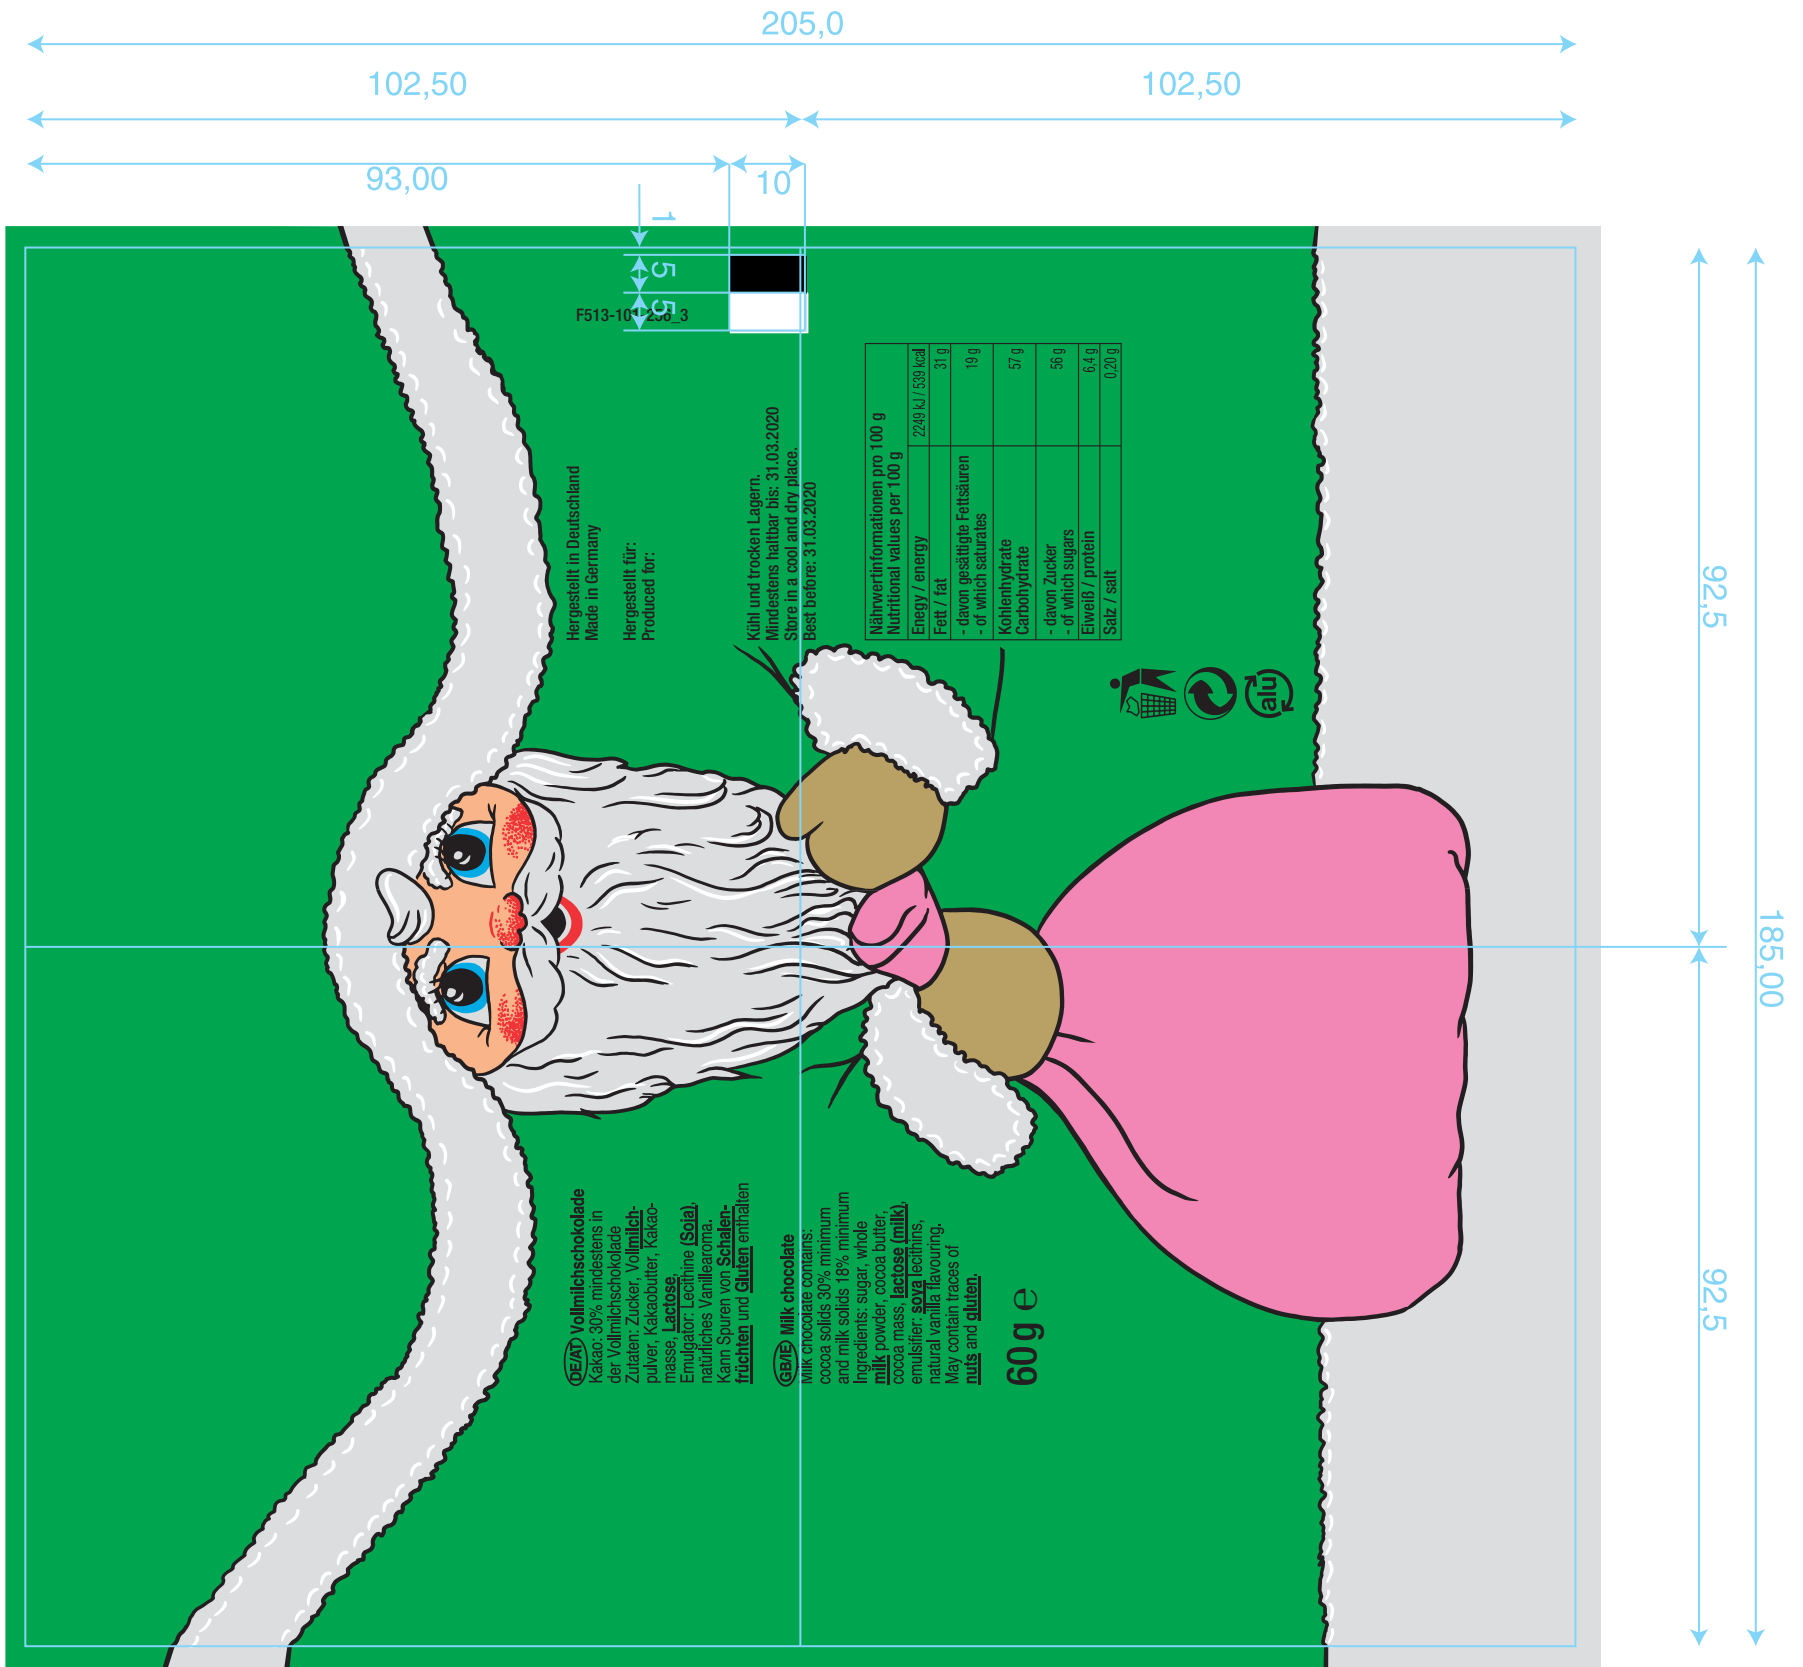 205,0
102,50
102,50
93,00
10
1
5
5
F513-10
_3
Hergestellt in Deutschland
Made in Germany
Hergestellt für:
Produced for:
Kühl und trocken Lagern.
Mindestens haltbar bis: 31.03.2020
Store in a cool and dry place.
Best before: 31.03.2020
Nährwertinformationen pro 100 g
Nutritional values per 100 g
Energy / energy 2249 kJ / 539 kcal
Fett / fat 31 g
- davon gesättigte Fettsäuren 19 g
- of which saturates
Kohlenhydrate 57 g
Carbohydrate
- davon Zucker 56 g
- of which sugars
Eiweiß / protein 6,4 g
Salz / salt 0,20 g
alu
DE/AT Vollmilchschokolade
Kakao: 30% mindestens in
der Vollmilchschokolade
Zutaten: Zucker, Vollmilch-
pulver, Kakaobutter, Kakao-
masse, Lactose,
Emulgator: Lecithine (Soja),
natürliches Vanillearoma.
Kann Spuren von Schalen-
früchten und Gluten enthalten
GB/IE Milk chocolate
Milk chocolate contains:
cocoa solids 30% minimum
and milk solids 18% minimum
Ingredients: sugar, whole
milk powder, cocoa butter,
cocoa mass, lactose (milk),
emulsifier: soya lecithins,
natural vanilla flavouring.
May contain traces of
nuts and gluten.
60g e
92,5
185,00
92,5